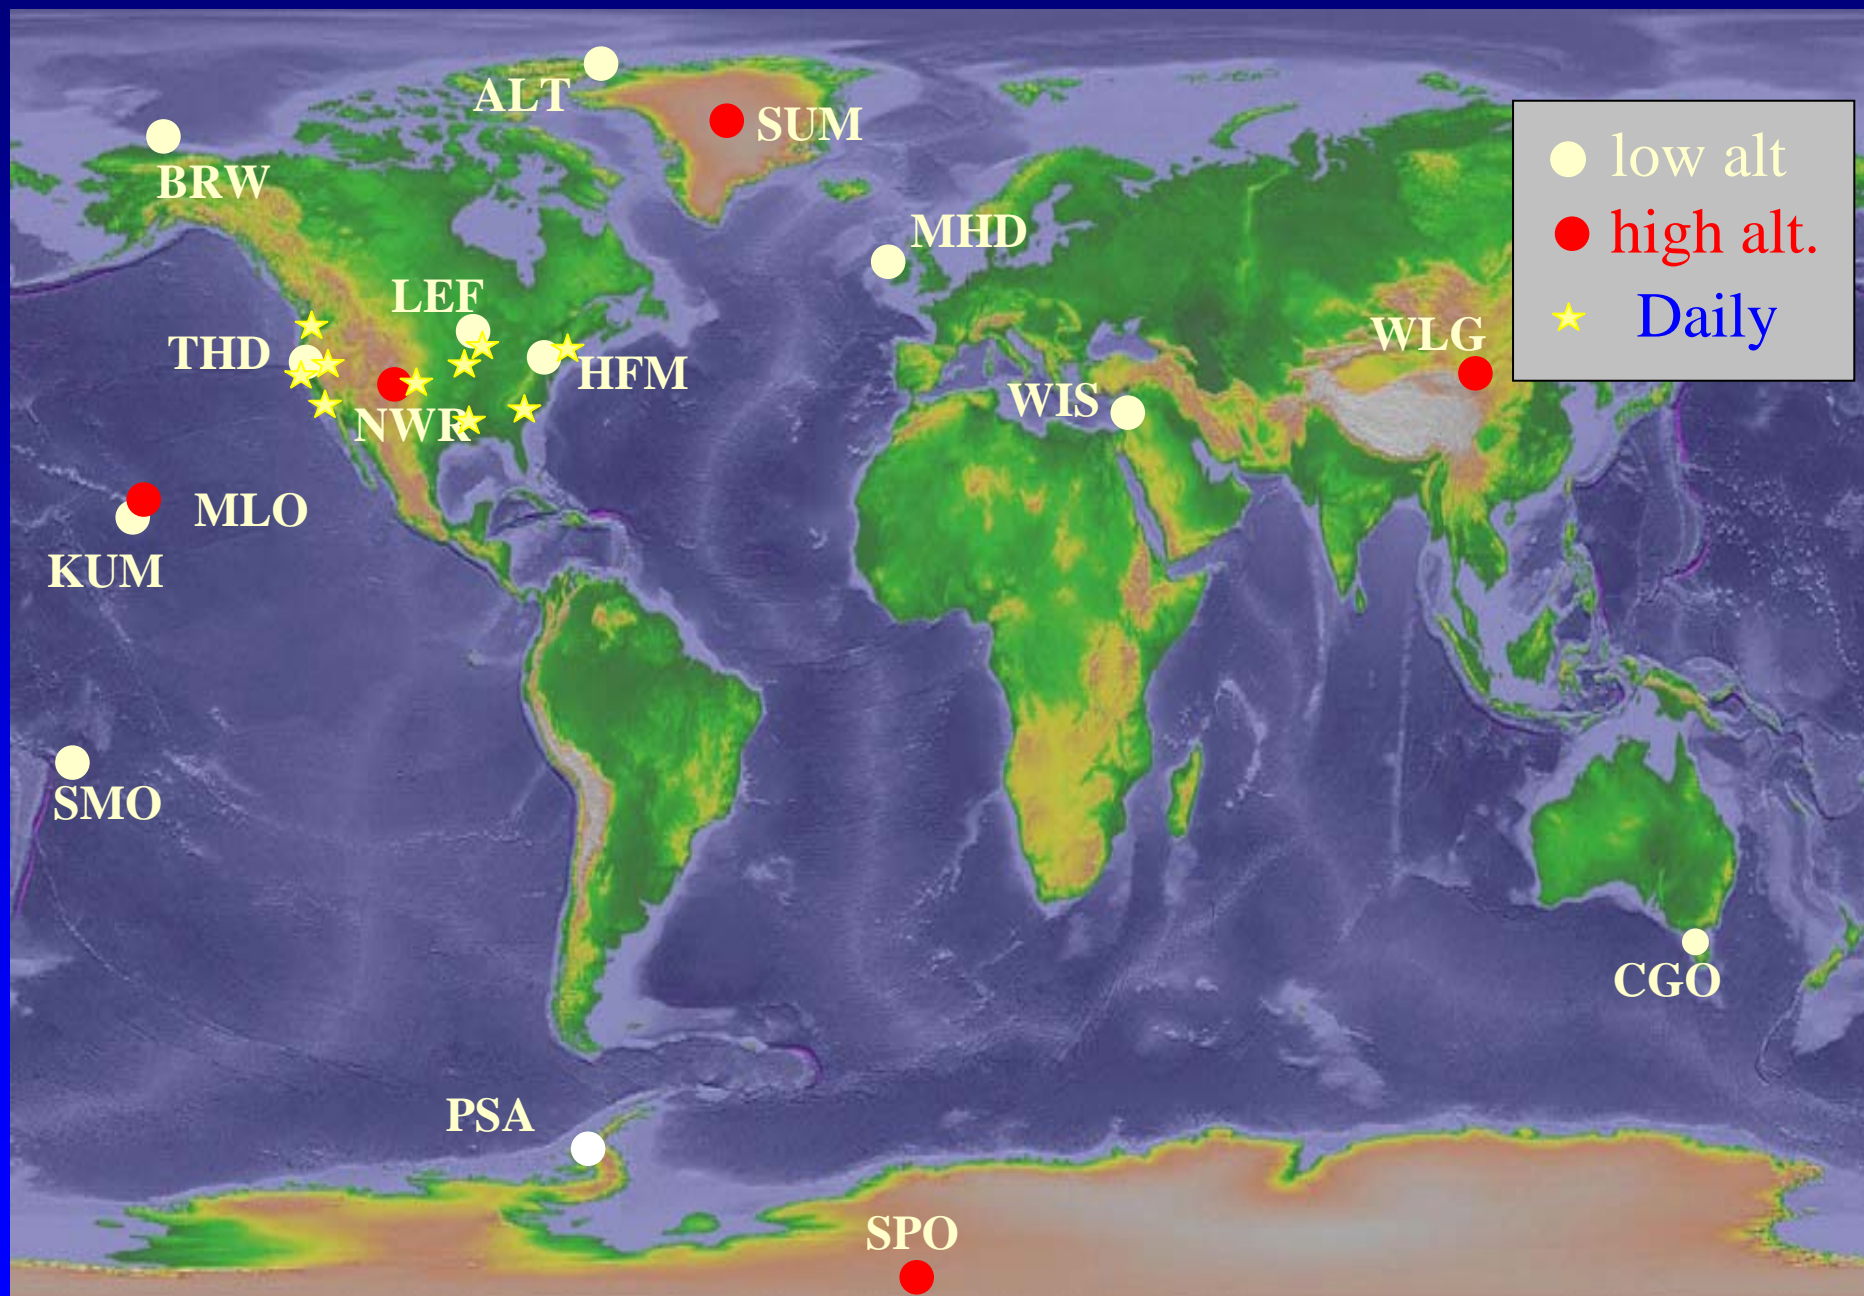 ALT
SUM
BRW
low alt
high alt.
Daily
MHD
LEF
THD
HFM
WLG
NWR
WIS
MLO
KUM
SMO
CGO
PSA
SPO